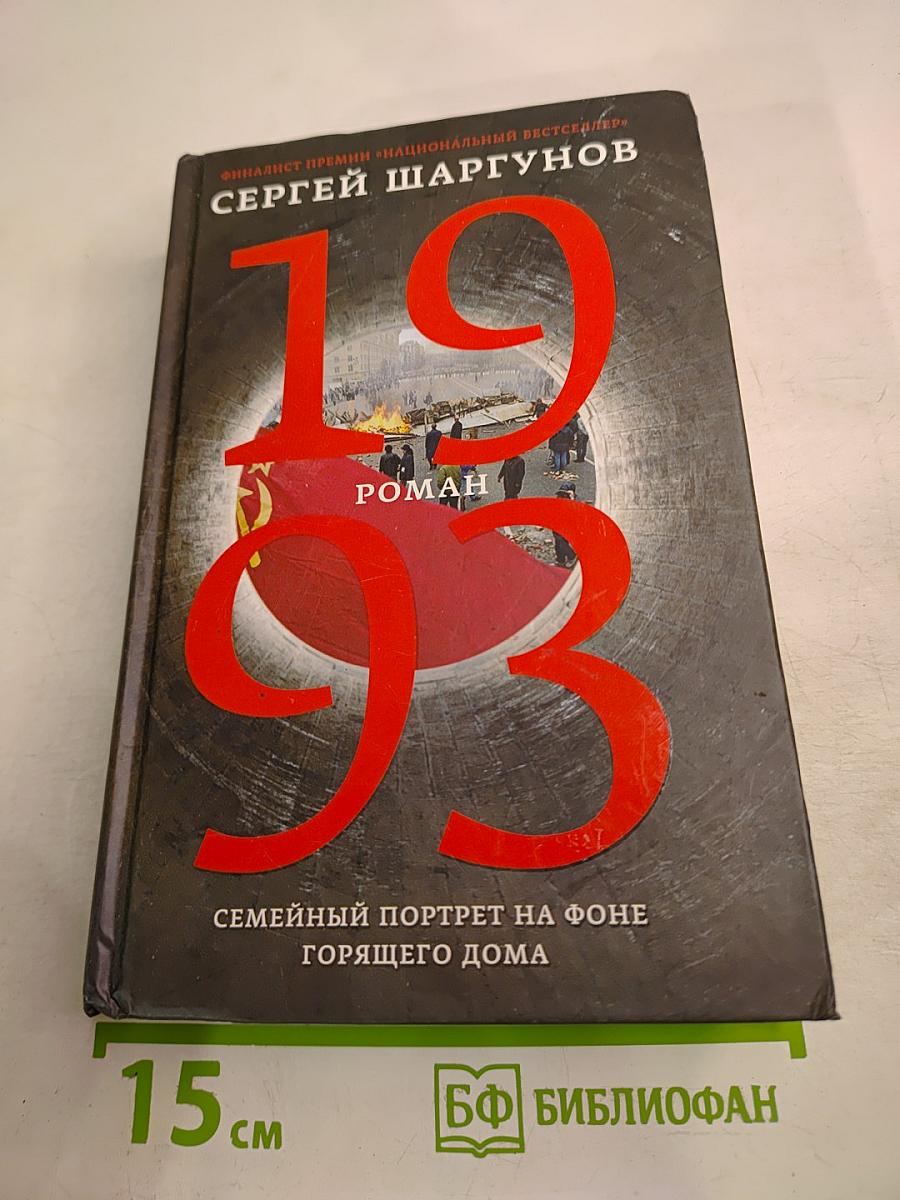 ФИНАЛИСТ ПРЕМИИ «НАЦИОНАЛЬНЫЙ БЕСТСЕЛЛЕР»
СЕРГЕЙ ШАРГУНОВ
19
РОМАН
93
СЕМЕЙНЫЙ ПОРТРЕТ НА ФОНЕ
ГОРЯЩЕГО ДОМА
15 см
БФ БИБЛИОФАН